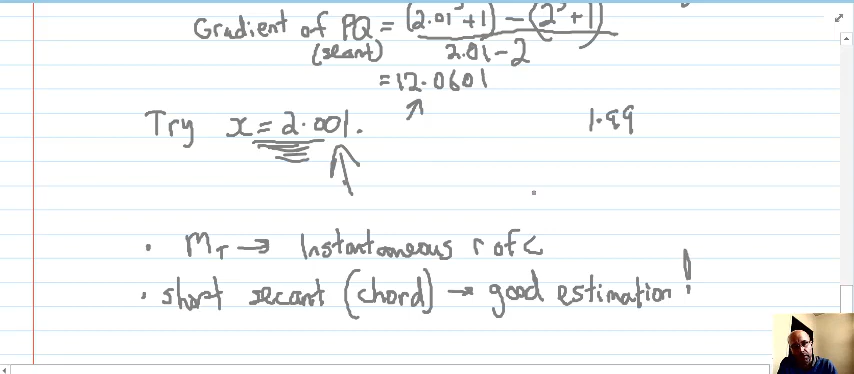 Gradient of PQ = (2.01³+1) - (2³+1)
(secant) 2.01 - 2
= 12.0601
Try x = 2.001. 1.99
• m_T → Instantaneous r of c
• short secant (chord) → good estimation!